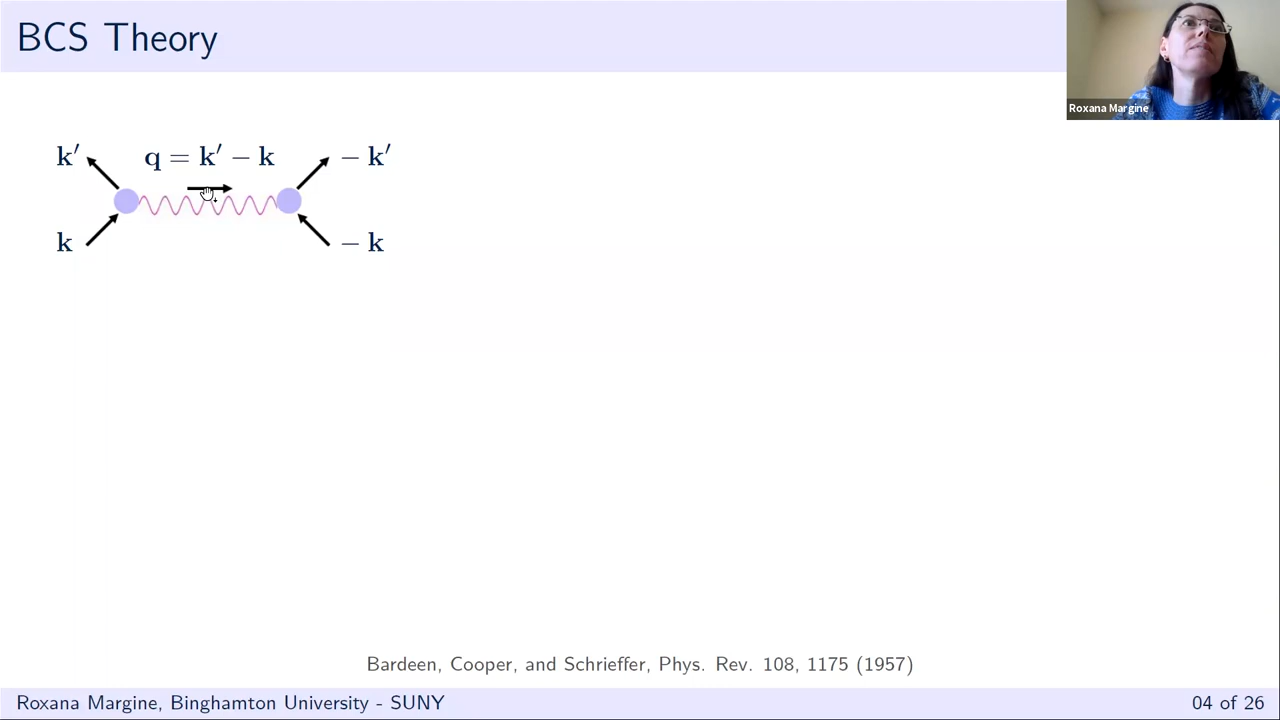 BCS Theory
Roxana Margine
k′ q = k′ − k − k′
k − k
Bardeen, Cooper, and Schrieffer, Phys. Rev. 108, 1175 (1957)
Roxana Margine, Binghamton University - SUNY 04 of 26